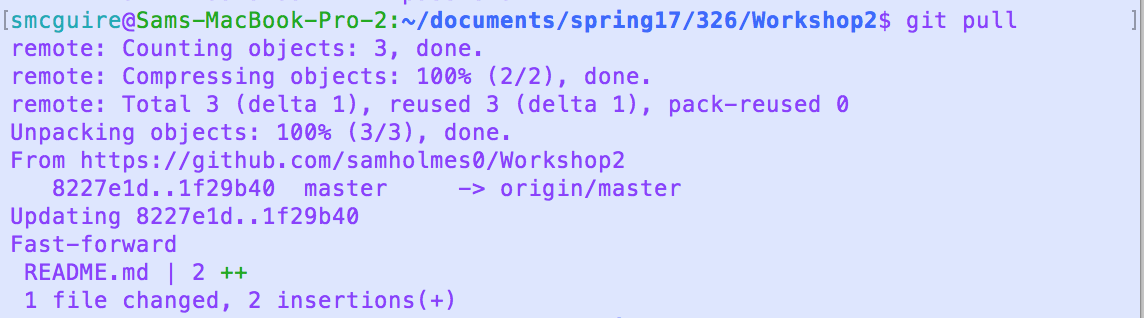 [smcguire@Sams-MacBook-Pro-2:~/documents/spring17/326/Workshop2$ git pull ]
remote: Counting objects: 3, done.
remote: Compressing objects: 100% (2/2), done.
remote: Total 3 (delta 1), reused 3 (delta 1), pack-reused 0
Unpacking objects: 100% (3/3), done.
From https://github.com/samholmes0/Workshop2
   8227e1d..1f29b40  master     -> origin/master
Updating 8227e1d..1f29b40
Fast-forward
 README.md | 2 ++
 1 file changed, 2 insertions(+)